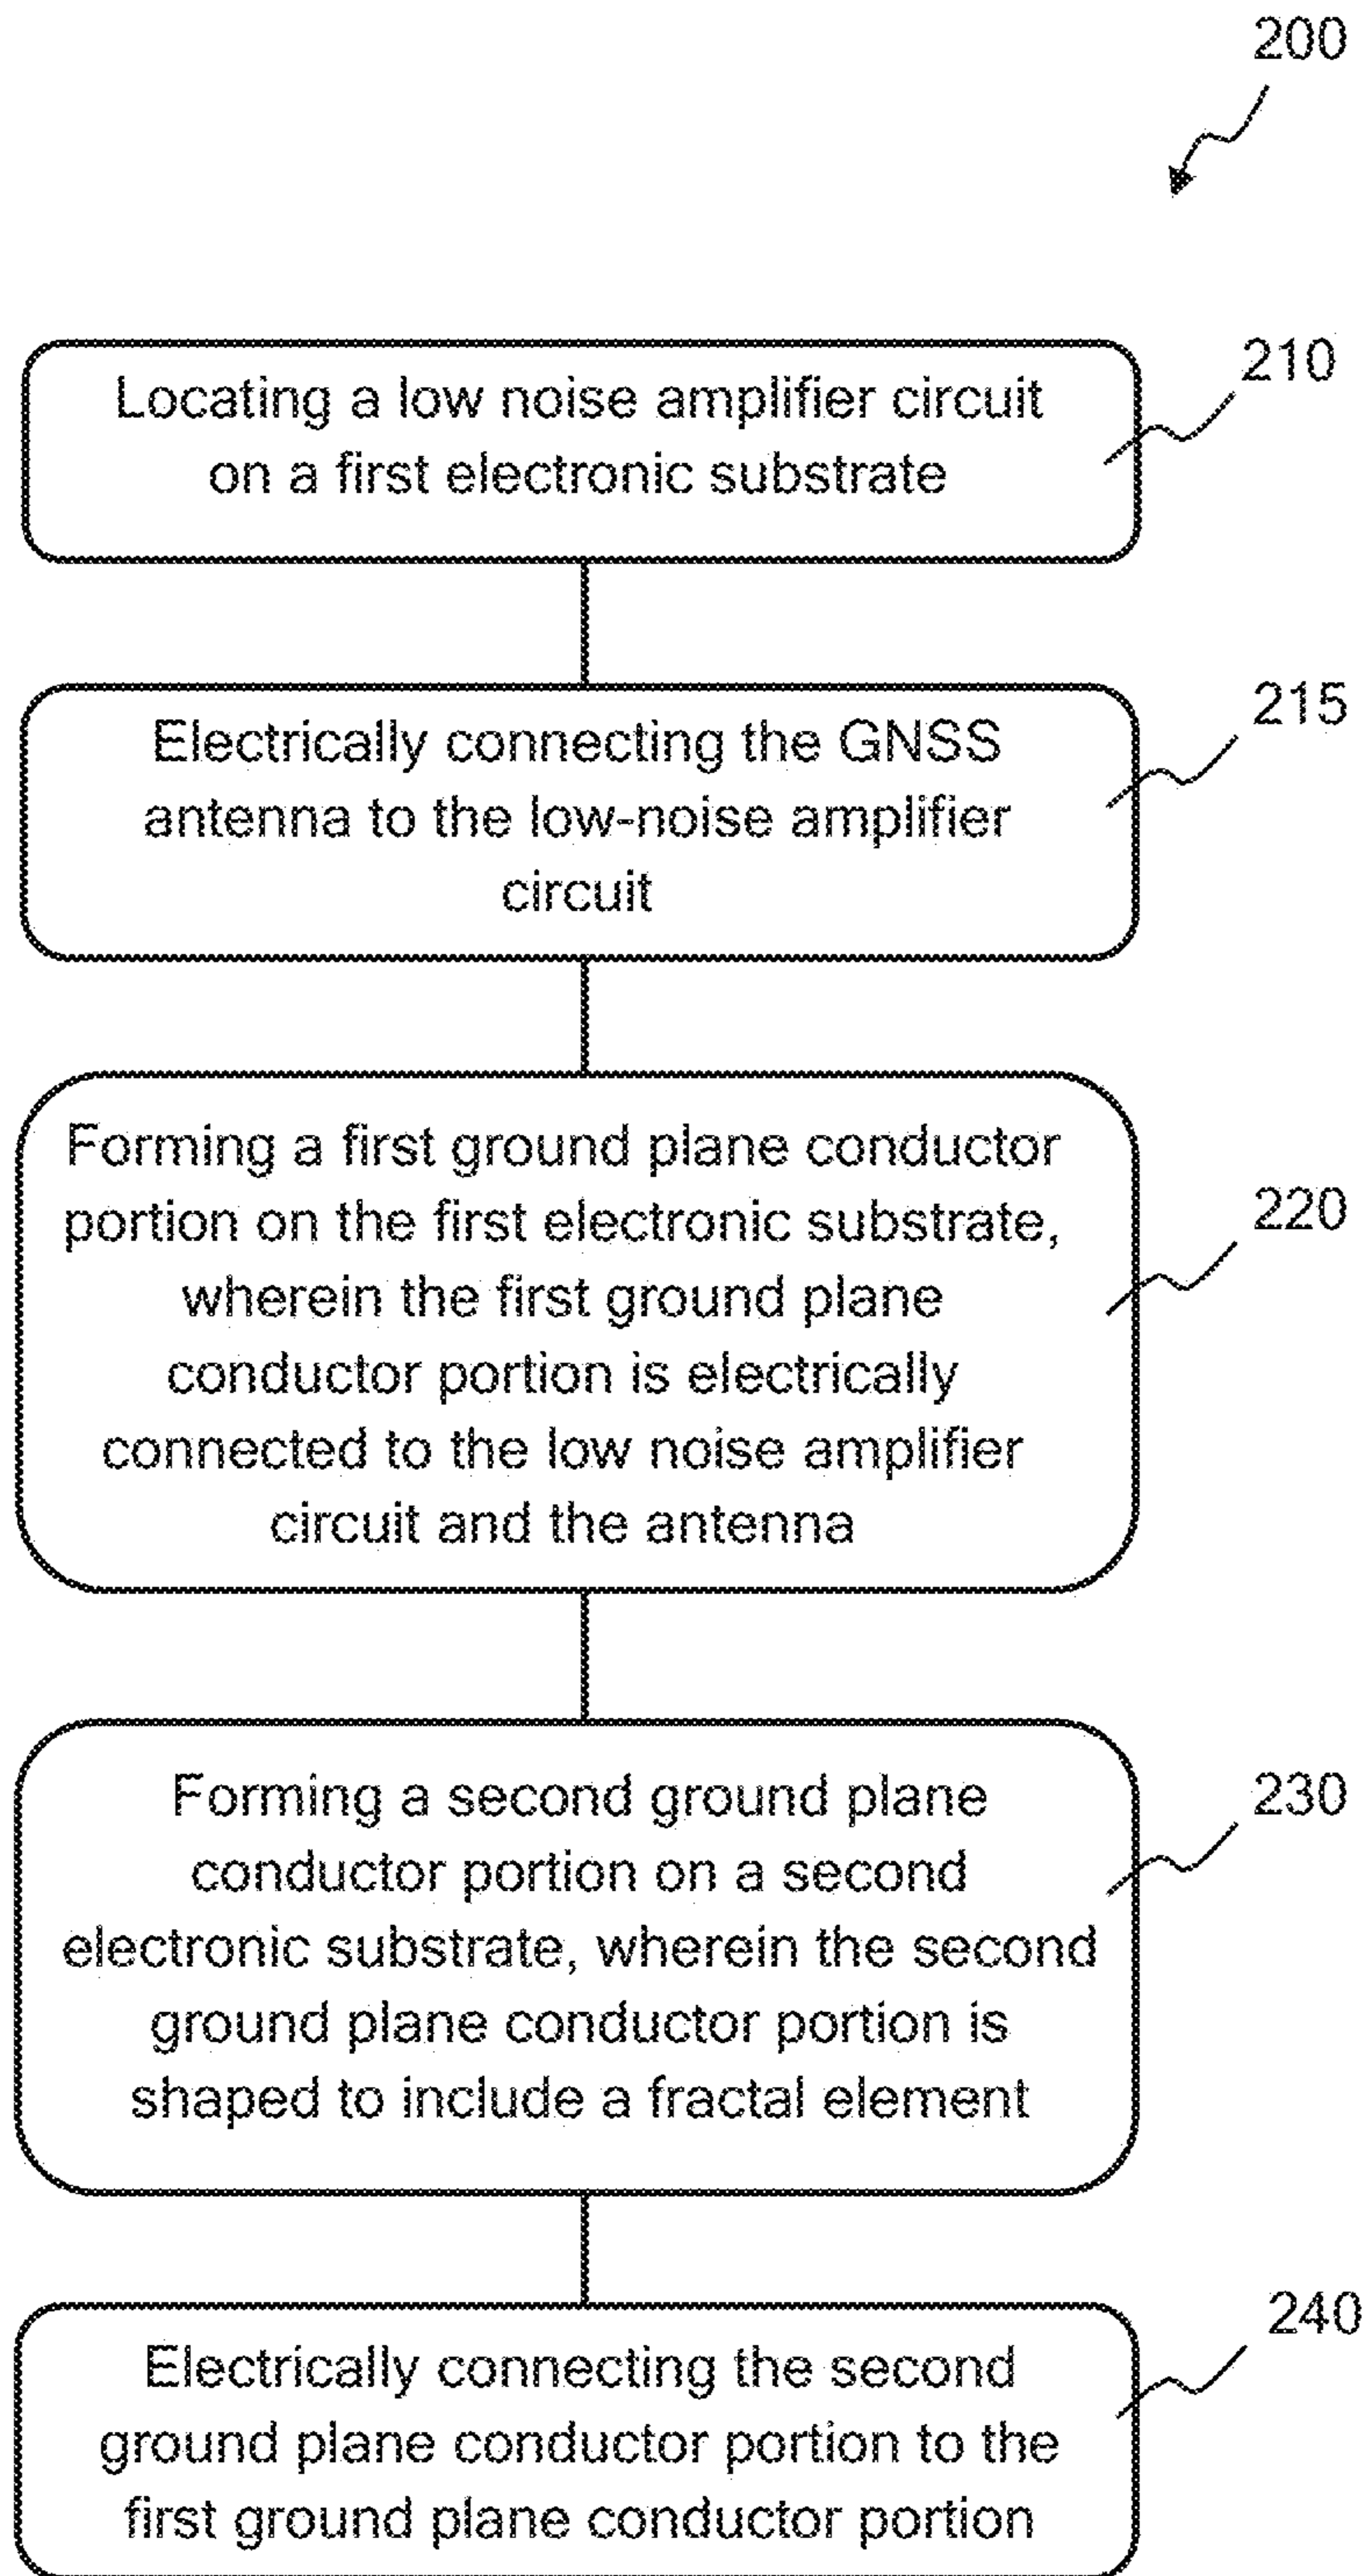 200
210
Locating a low noise amplifier circuit
on a first electronic substrate
215
Electrically connecting the GNSS
antenna to the low-noise amplifier
circuit
220
Forming a first ground plane conductor
portion on the first electronic substrate,
wherein the first ground plane
conductor portion is electrically
connected to the low noise amplifier
circuit and the antenna
230
Forming a second ground plane
conductor portion on a second
electronic substrate, wherein the second
ground plane conductor portion is
shaped to include a fractal element
240
Electrically connecting the second
ground plane conductor portion to the
first ground plane conductor portion